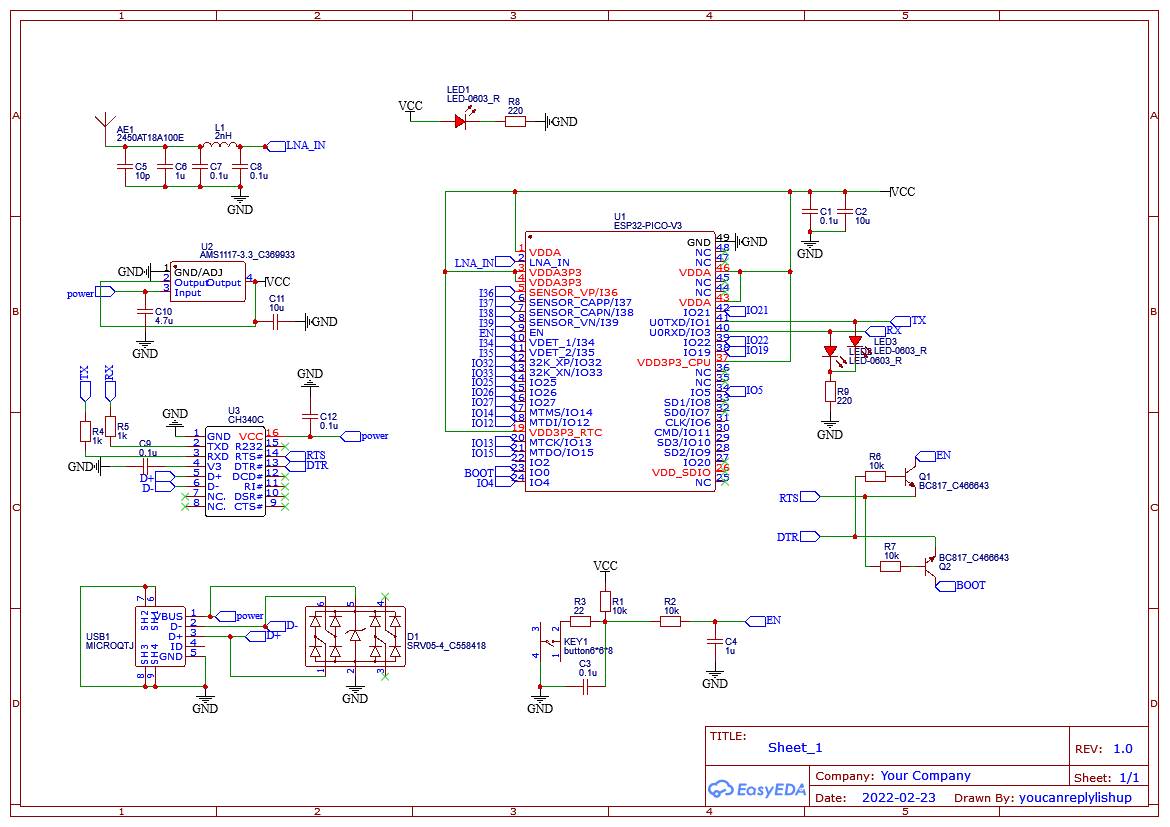 1 2 3 4 5
A A
B B
C C
D D
1 2 3 4 5
AE1
2450AT18A100E
L1
2nH
LNA_IN
C5
10p
C6
1u
C7
0.1u
C8
0.1u
GND
VCC
LED1
LED-0603_R
R8
220
GND
U2
AMS1117-3.3_C369933
GND
1 GND/ADJ
2 Output Output 4
3 Input
power
VCC
C11
10u
GND
C10
4.7u
GND
U1
ESP32-PICO-V3
VCC
C1
0.1u
C2
10u
GND
1 VDDA
LNA_IN 2 LNA_IN
3 VDDA3P3
4 VDDA3P3
I36 5 SENSOR_VP/I36
I37 6 SENSOR_CAPP/I37
I38 7 SENSOR_CAPN/I38
I39 8 SENSOR_VN/I39
EN 9 EN
I34 10 VDET_1/I34
I35 11 VDET_2/I35
IO32 12 32K_XP/IO32
IO33 13 32K_XN/IO33
IO25 14 IO25
IO26 15 IO26
IO27 16 IO27
IO14 17 MTMS/IO14
IO12 18 MTDI/IO12
19 VDD3P3_RTC
IO13 20 MTCK/IO13
IO15 21 MTDO/IO15
22 IO2
BOOT 23 IO0
IO4 24 IO4
GND 49 GND
NC 48
NC 47
VDDA 46
NC 45
NC 44
VDDA 43
IO21 42 IO21
U0TXD/IO1 41 TX
U0RXD/IO3 40 RX
IO22 39 IO22
IO19 38 IO19
VDD3P3_CPU 37
NC 36
NC 35
IO5 34 IO5
SD1/IO8 33
SD0/IO7 32
CLK/IO6 31
CMD/IO11 30
SD3/IO10 29
SD2/IO9 28
IO20 27
VDD_SDIO 26
NC 25
LED3
LED-0603_R
LED-0603_R
R9
220
GND
TX
RX
R4
1k
R5
1k
GND
U3
CH340C
GND
C12
0.1u
power
C9
0.1u
GND
D+
D-
1 GND VCC 16
2 TXD R232 15
3 RXD RTS# 14 RTS
4 V3 DTR# 13 DTR
5 D+ DCD# 12
6 D- RI# 11
7 NC. DSR# 10
8 NC. CTS# 9
R6
10k
EN
Q1
BC817_C466643
RTS
DTR
R7
10k
BC817_C466643
Q2
BOOT
USB1
MICROQTJ
7 6
SH2 SH1
SH3 SH4
8 9
VBUS 1
D- 2
D+ 3
ID 4
GND 5
power
D-
D+
GND
6 5 4
1 2 3
D1
SRV05-4_C558418
GND
VCC
R3
22
R1
10k
R2
10k
EN
3 2
4 1
KEY1
button6*6*8
C3
0.1u
GND
C4
1u
GND
TITLE:
Sheet_1
REV: 1.0
EasyEDA
Company: Your Company
Sheet: 1/1
Date: 2022-02-23 Drawn By: youcanreplylishup